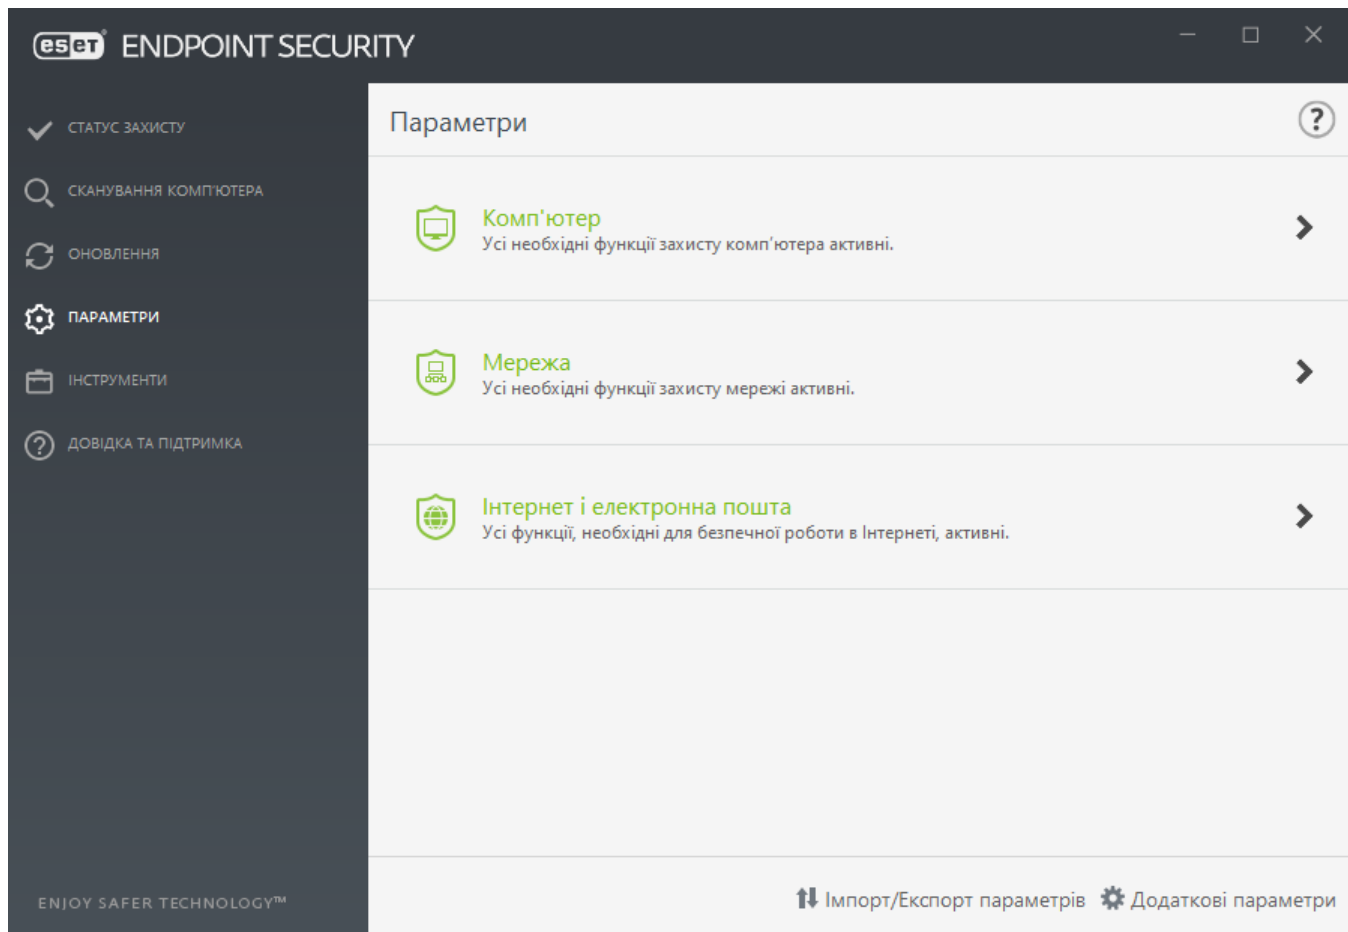 eset ENDPOINT SECURITY
СТАТУС ЗАХИСТУ
СКАНУВАННЯ КОМП'ЮТЕРА
ОНОВЛЕННЯ
ПАРАМЕТРИ
ІНСТРУМЕНТИ
ДОВІДКА ТА ПІДТРИМКА
ENJOY SAFER TECHNOLOGY™
Параметри
?
Комп'ютер
Усі необхідні функції захисту комп'ютера активні.
Мережа
Усі необхідні функції захисту мережі активні.
Інтернет і електронна пошта
Усі функції, необхідні для безпечної роботи в Інтернеті, активні.
Імпорт/Експорт параметрів Додаткові параметри